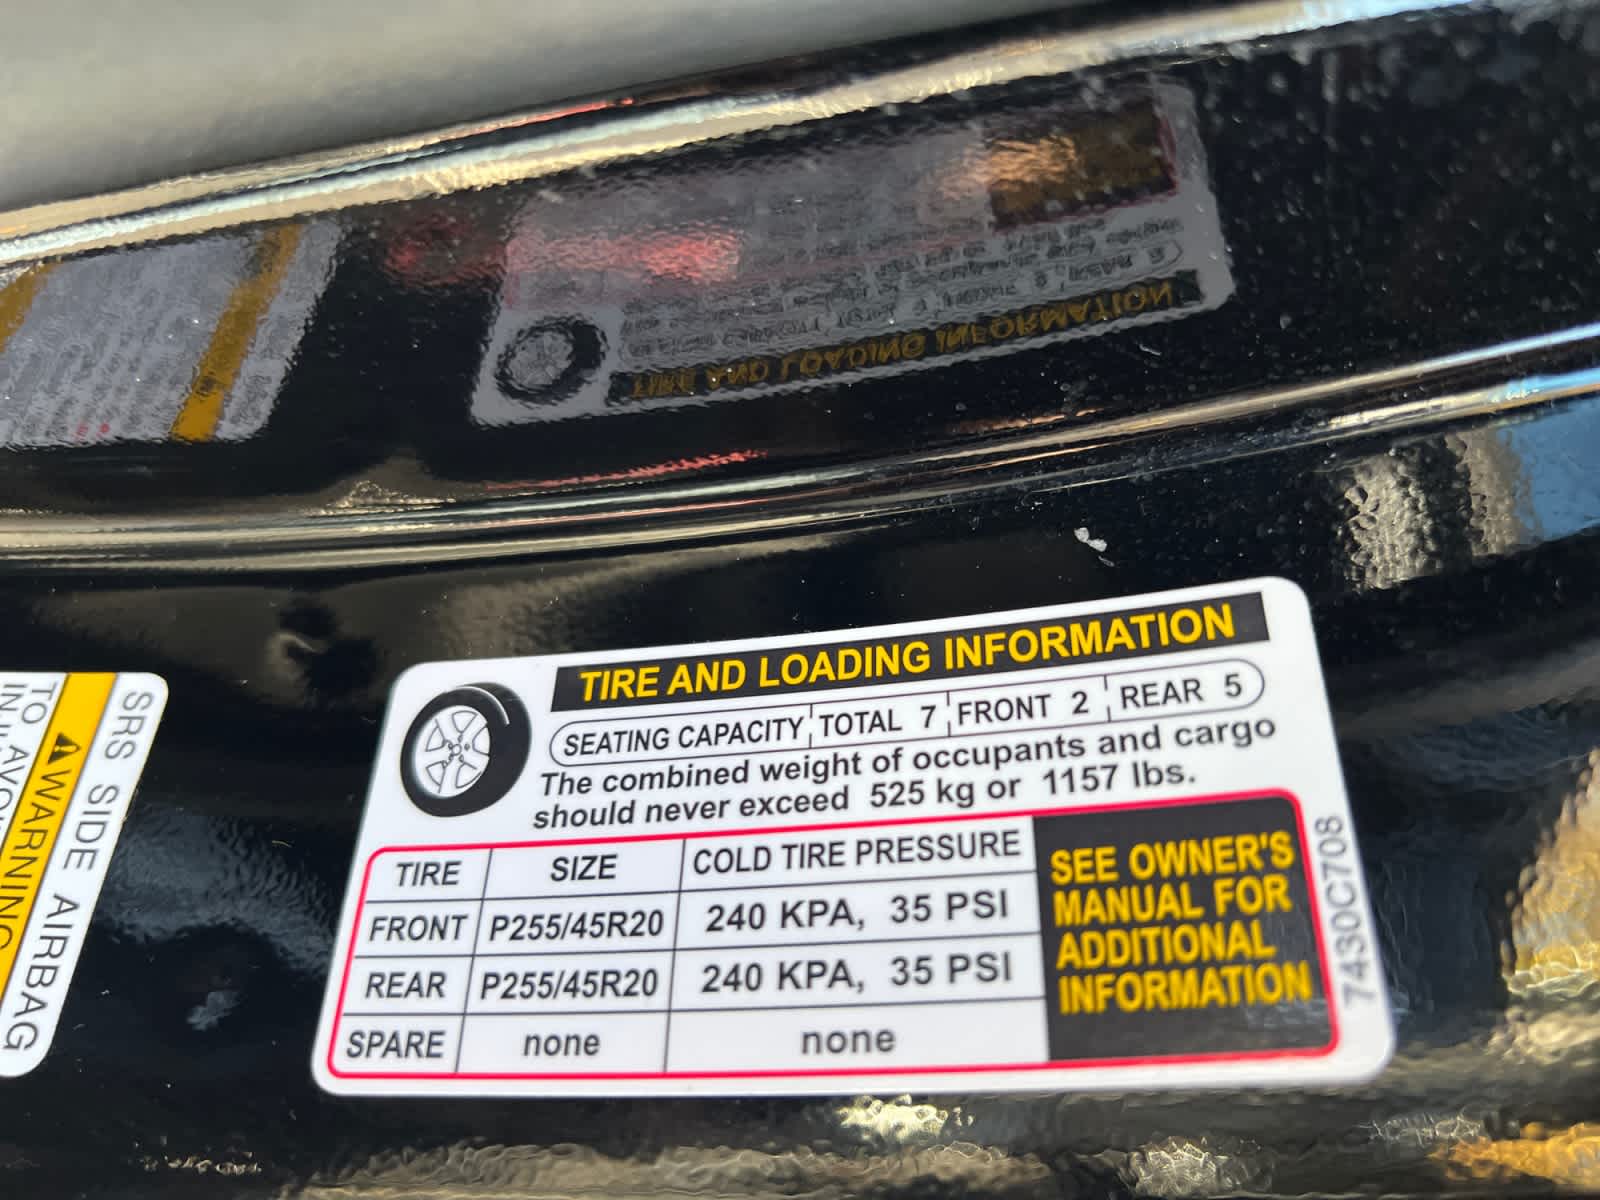 TIRE AND LOADING INFORMATION
SEATING CAPACITY TOTAL 7 FRONT 2 REAR 5
The combined weight of occupants and cargo
should never exceed 525 kg or 1157 lbs.
TIRE SIZE COLD TIRE PRESSURE
FRONT P255/45R20 240 KPA, 35 PSI
REAR P255/45R20 240 KPA, 35 PSI
SPARE none none
SEE OWNER'S
MANUAL FOR
ADDITIONAL
INFORMATION
7430C708
SRS SIDE AIRBAG
WARNING
TO AVOID
TIRE AND LOADING INFORMATION